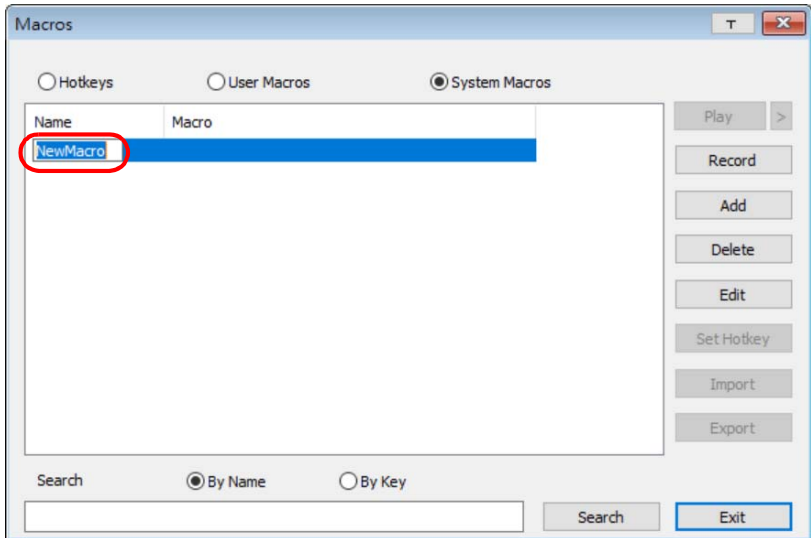 Macros
Hotkeys User Macros System Macros
Name Macro Play >
NewMacro
Record
Add
Delete
Edit
Set Hotkey
Import
Export
Search By Name By Key
Search Exit